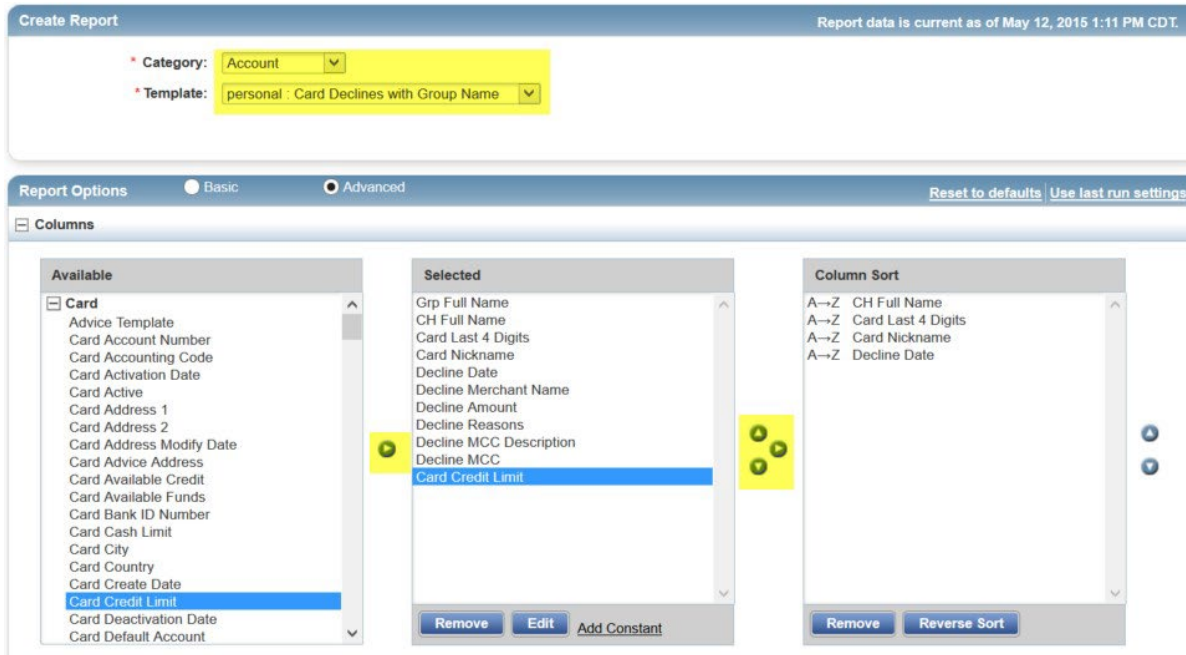 Create Report
Report data is current as of May 12, 2015 1:11 PM CDT.
* Category: Account
* Template: personal : Card Declines with Group Name
Report Options
Basic
Advanced
Reset to defaults
Use last run settings
Columns
Available
Card
Advice Template
Card Account Number
Card Accounting Code
Card Activation Date
Card Active
Card Address 1
Card Address 2
Card Address Modify Date
Card Advice Address
Card Available Credit
Card Available Funds
Card Bank ID Number
Card Cash Limit
Card City
Card Country
Card Create Date
Card Credit Limit
Card Deactivation Date
Card Default Account
Selected
Grp Full Name
CH Full Name
Card Last 4 Digits
Card Nickname
Decline Date
Decline Merchant Name
Decline Amount
Decline Reasons
Decline MCC Description
Decline MCC
Card Credit Limit
Remove
Edit
Add Constant
Column Sort
A→Z CH Full Name
A→Z Card Last 4 Digits
A→Z Card Nickname
A→Z Decline Date
Remove
Reverse Sort